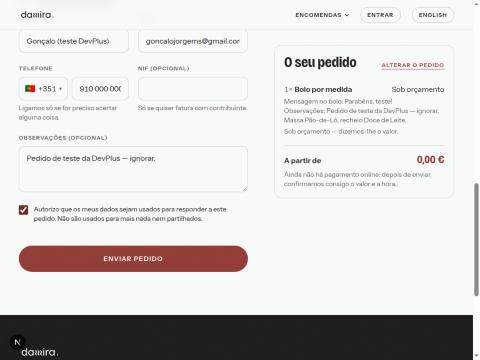 damra.
ENCOMENDAS
ENTRAR
ENGLISH
Gonçalo (teste DevPlus)
goncalojorgems@gmail.cor
TELEFONE
NIF (OPCIONAL)
+351
910 000 000
Ligamos só se for preciso acertar
alguma coisa.
Só se quiser fatura com contribuinte.
OBSERVAÇÕES (OPCIONAL)
Pedido de teste da DevPlus — ignorar.
Autorizo que os meus dados sejam usados para responder a este
pedido. Não são usados para mais nada nem partilhados.
ENVIAR PEDIDO
O seu pedido
ALTERAR O PEDIDO
1× Bolo por medida
Sob orçamento
Mensagem no bolo: Parabéns, teste!
Observações: Pedido de teste da DevPlus — ignorar.
Massa Pão-de-Ló, recheio Doce de Leite.
Sob orçamento — dizemos-lhe o valor.
A partir de
0,00 €
Ainda não há pagamento online: depois de enviar,
confirmamos consigo o valor e a hora.
N